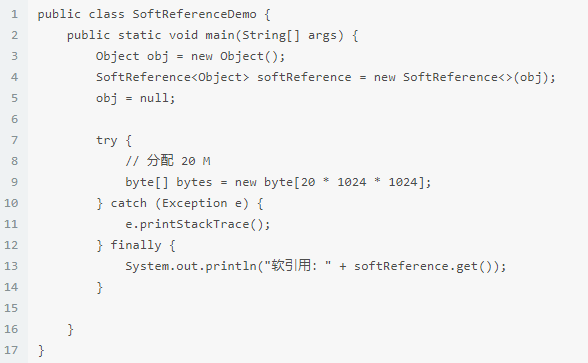 1 public class SoftReferenceDemo {
2     public static void main(String[] args) {
3         Object obj = new Object();
4         SoftReference<Object> softReference = new SoftReference<>(obj);
5         obj = null;
6
7         try {
8             // 分配 20 M
9             byte[] bytes = new byte[20 * 1024 * 1024];
10         } catch (Exception e) {
11             e.printStackTrace();
12         } finally {
13             System.out.println("软引用：" + softReference.get());
14         }
15
16     }
17 }